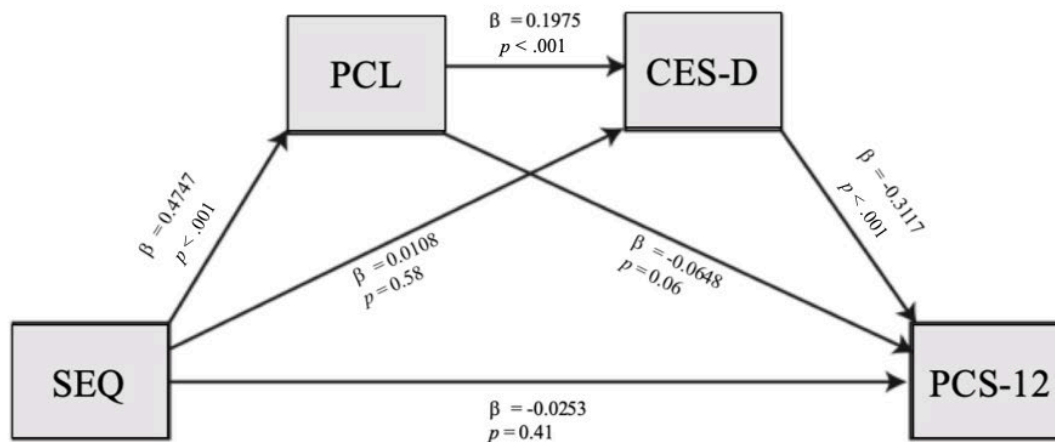 β = 0.1975
p < .001
PCL
CES-D
β = 0.4747
p < .001
β = -0.3117
p < .001
β = 0.0108
p = 0.58
β = -0.0648
p = 0.06
SEQ
PCS-12
β = -0.0253
p = 0.41